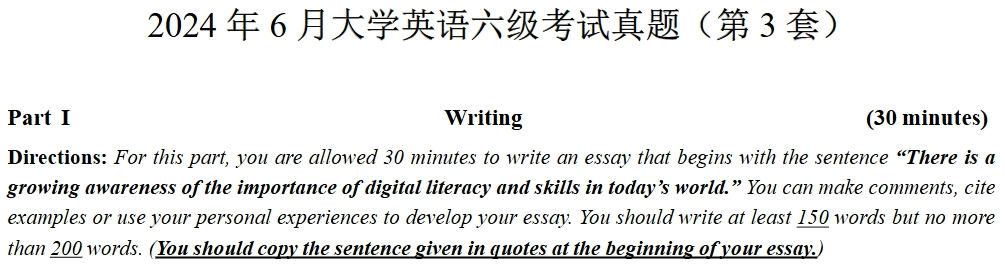 2024 年 6 月大学英语六级考试真题（第 3 套）
Part I Writing (30 minutes)
Directions: For this part, you are allowed 30 minutes to write an essay that begins with the sentence “There is a
growing awareness of the importance of digital literacy and skills in today’s world.” You can make comments, cite
examples or use your personal experiences to develop your essay. You should write at least 150 words but no more
than 200 words. (You should copy the sentence given in quotes at the beginning of your essay.)